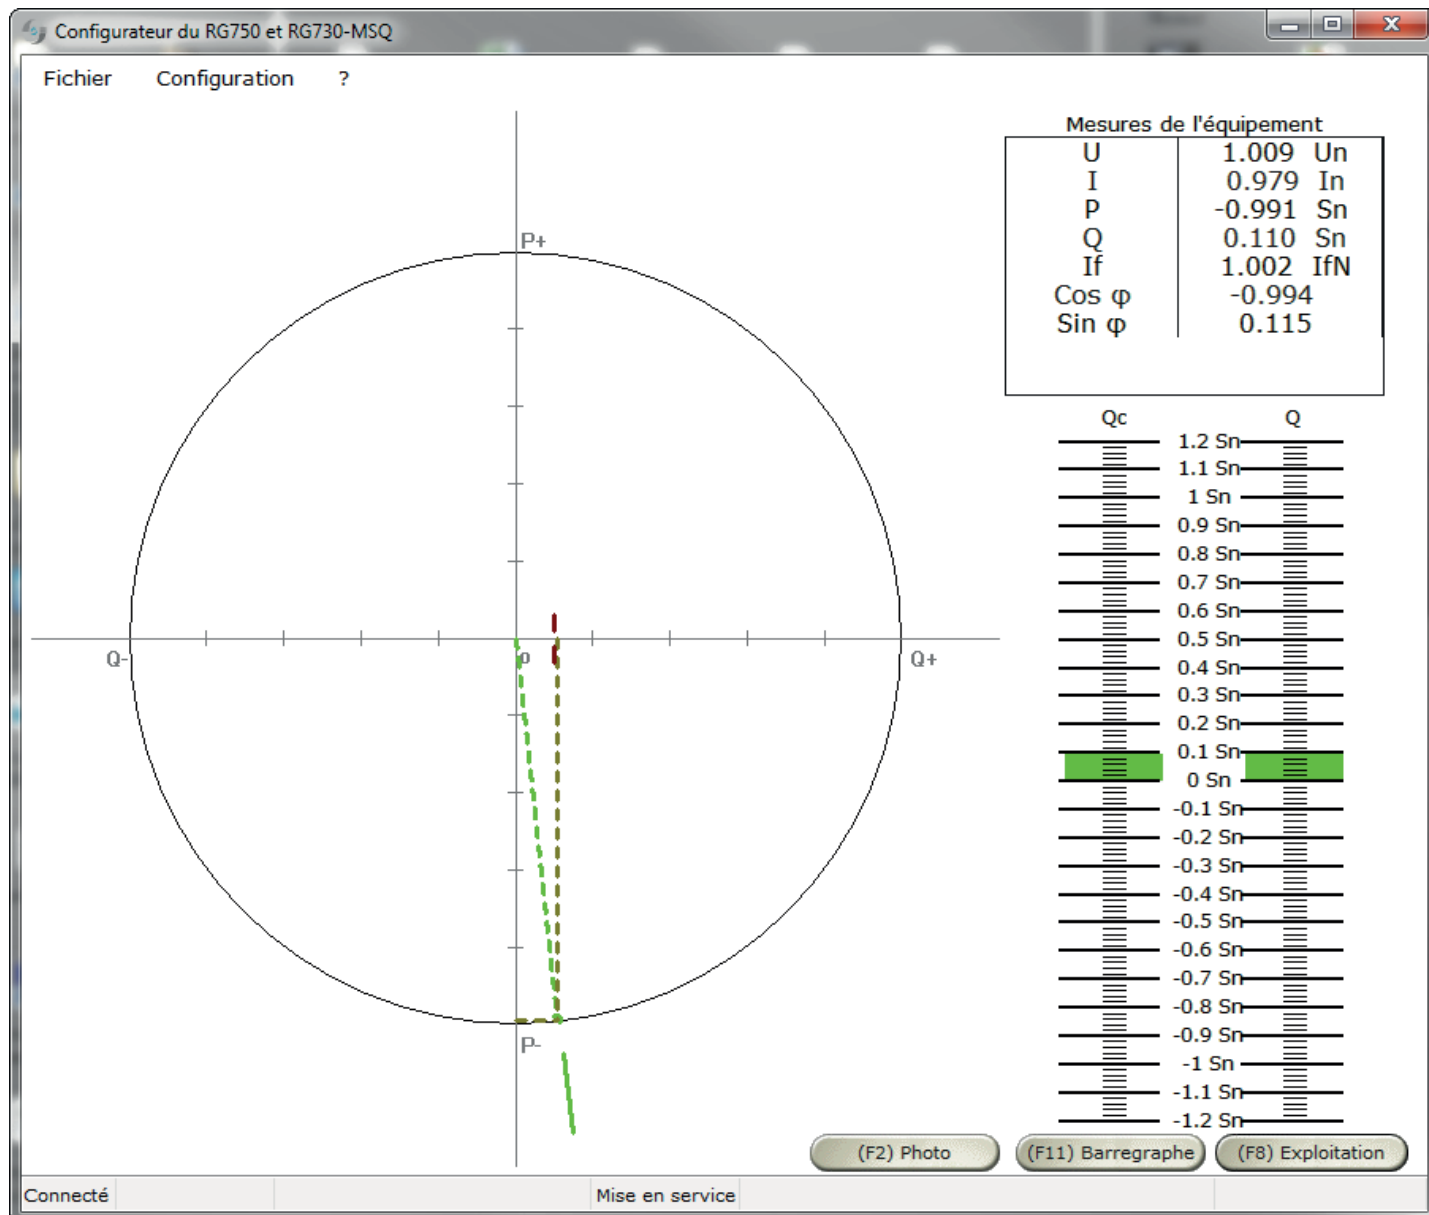 Configurateur du RG750 et RG730-MSQ
Fichier Configuration ?
Mesures de l'équipement
U 1.009 Un
I 0.979 In
P -0.991 Sn
Q 0.110 Sn
If 1.002 IfN
Cos φ -0.994
Sin φ 0.115
P+
Q-
o
Q+
P-
Qc Q
1.2 Sn
1.1 Sn
1 Sn
0.9 Sn
0.8 Sn
0.7 Sn
0.6 Sn
0.5 Sn
0.4 Sn
0.3 Sn
0.2 Sn
0.1 Sn
0 Sn
-0.1 Sn
-0.2 Sn
-0.3 Sn
-0.4 Sn
-0.5 Sn
-0.6 Sn
-0.7 Sn
-0.8 Sn
-0.9 Sn
-1 Sn
-1.1 Sn
-1.2 Sn
(F2) Photo (F11) Barregraphe (F8) Exploitation
Connecté Mise en service